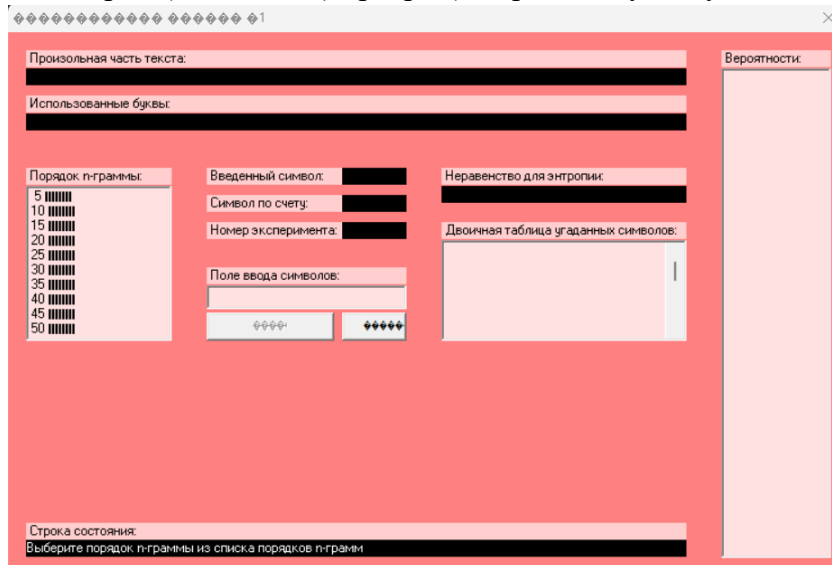 �1
Произольная часть текста:
Вероятности:
Использованные буквы:
Порядок n-граммы:
Введенный символ:
Неравенство для энтропии:
5
10
15
20
25
30
35
40
45
50
Символ по счету:
Номер эксперимента:
Двоичная таблица угаданных символов:
Поле ввода символов:
Строка состояния:
Выберите порядок n-граммы из списка порядков n-грамм